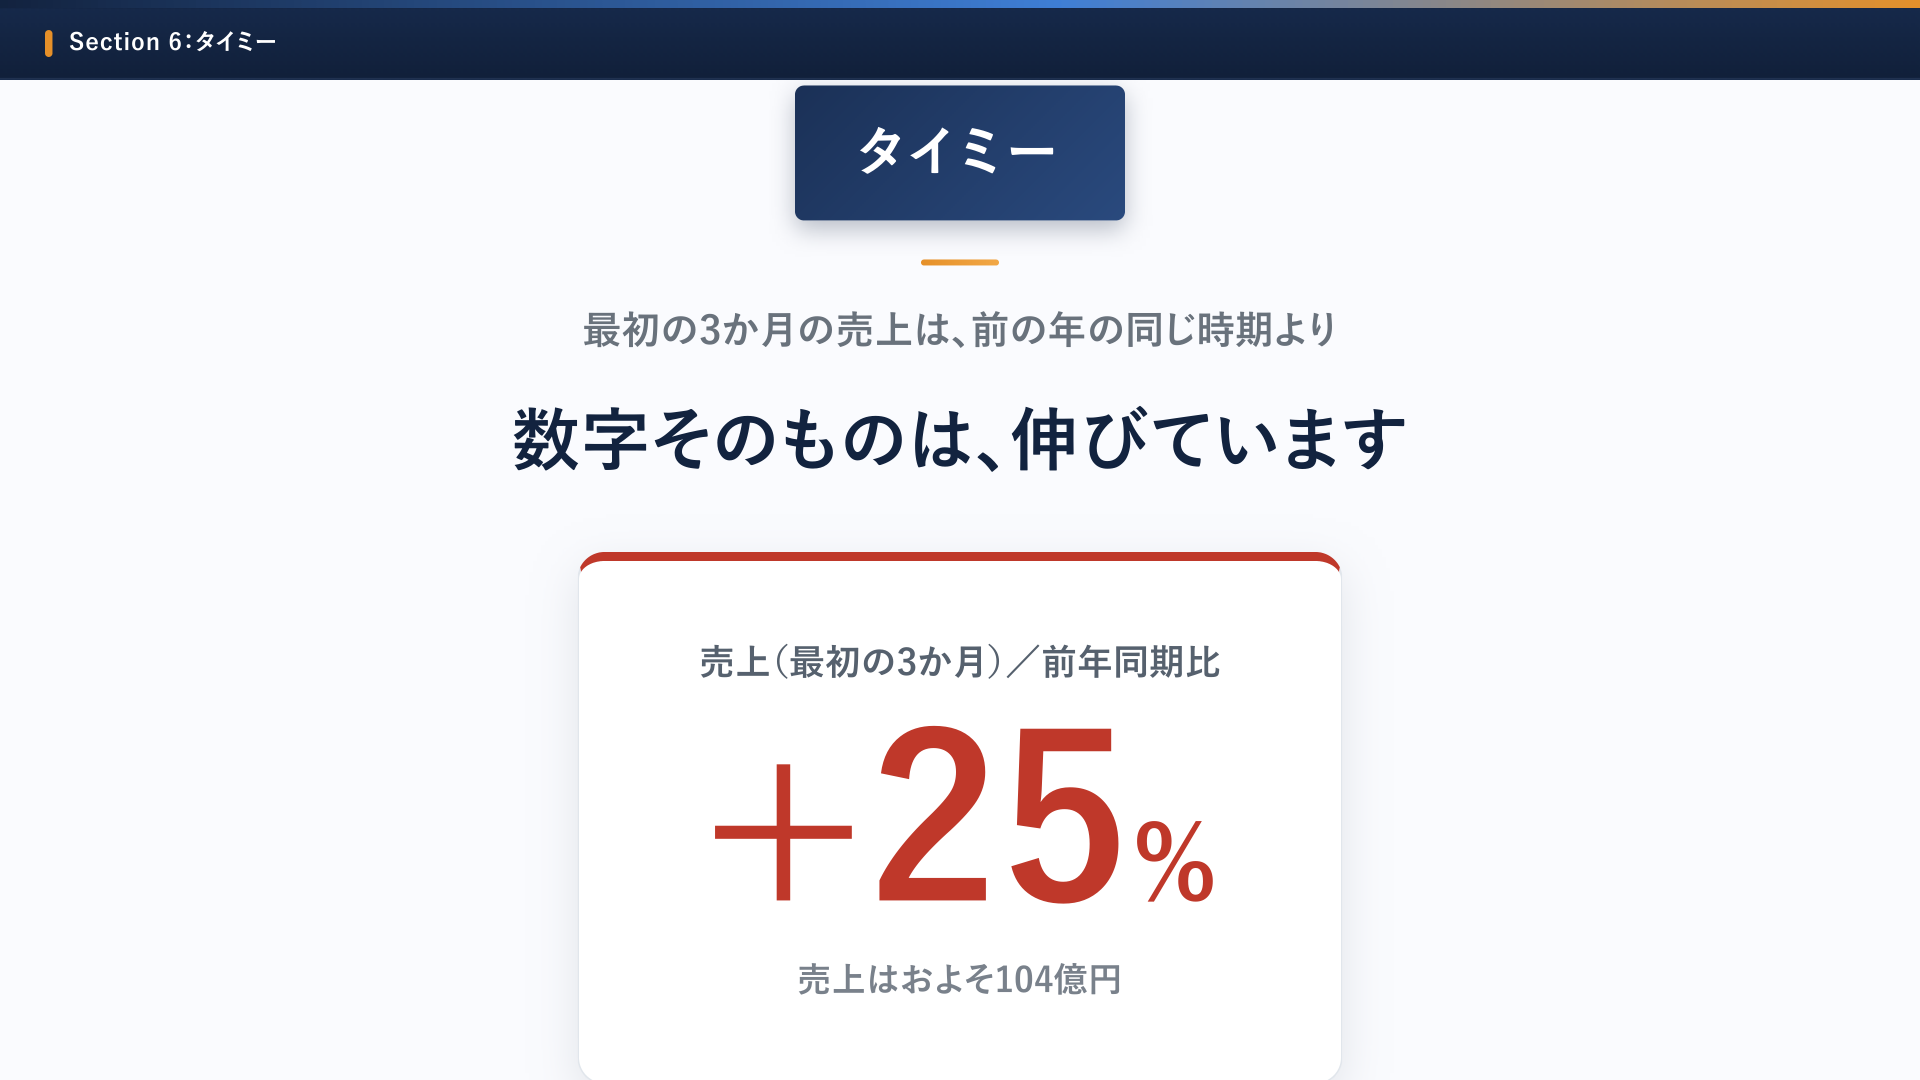 Section 6：タイミー
タイミー
最初の3か月の売上は、前の年の同じ時期より
数字そのものは、伸びています
売上（最初の3か月）／前年同期比
＋25%
売上はおよそ104億円